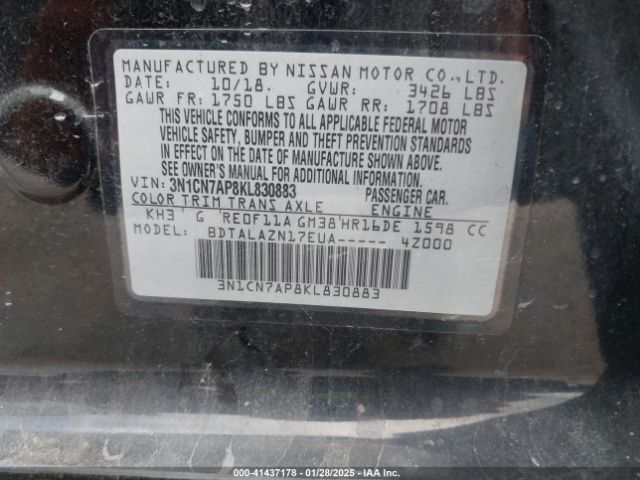 MANUFACTURED BY NISSAN MOTOR CO., LTD.
DATE: 10/18. GVWR: 3426 LBS
GAWR FR: 1750 LBS GAWR RR: 1708 LBS
THIS VEHICLE CONFORMS TO ALL APPLICABLE FEDERAL MOTOR
VEHICLE SAFETY, BUMPER AND THEFT PREVENTION STANDARDS
IN EFFECT ON THE DATE OF MANUFACTURE SHOWN ABOVE.
SEE OWNER'S MANUAL FOR ADDITIONAL INFORMATION.
VIN: 3N1CN7AP8KL830883 PASSENGER CAR.
COLOR TRIM TRANS AXLE ENGINE
KH3 G RE0F11A GM38 HR16DE 1598 CC
MODEL: BDTALAZN17EUA----- 4Z000
3N1CN7AP8KL830883
000-41437178 - 01/28/2025 - IAA Inc.